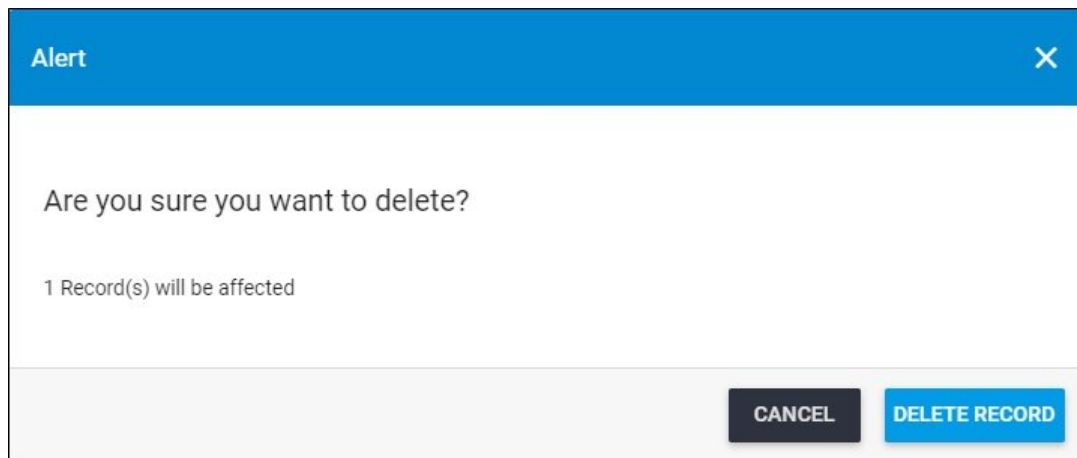 Alert
Are you sure you want to delete?
1 Record(s) will be affected
CANCEL
DELETE RECORD